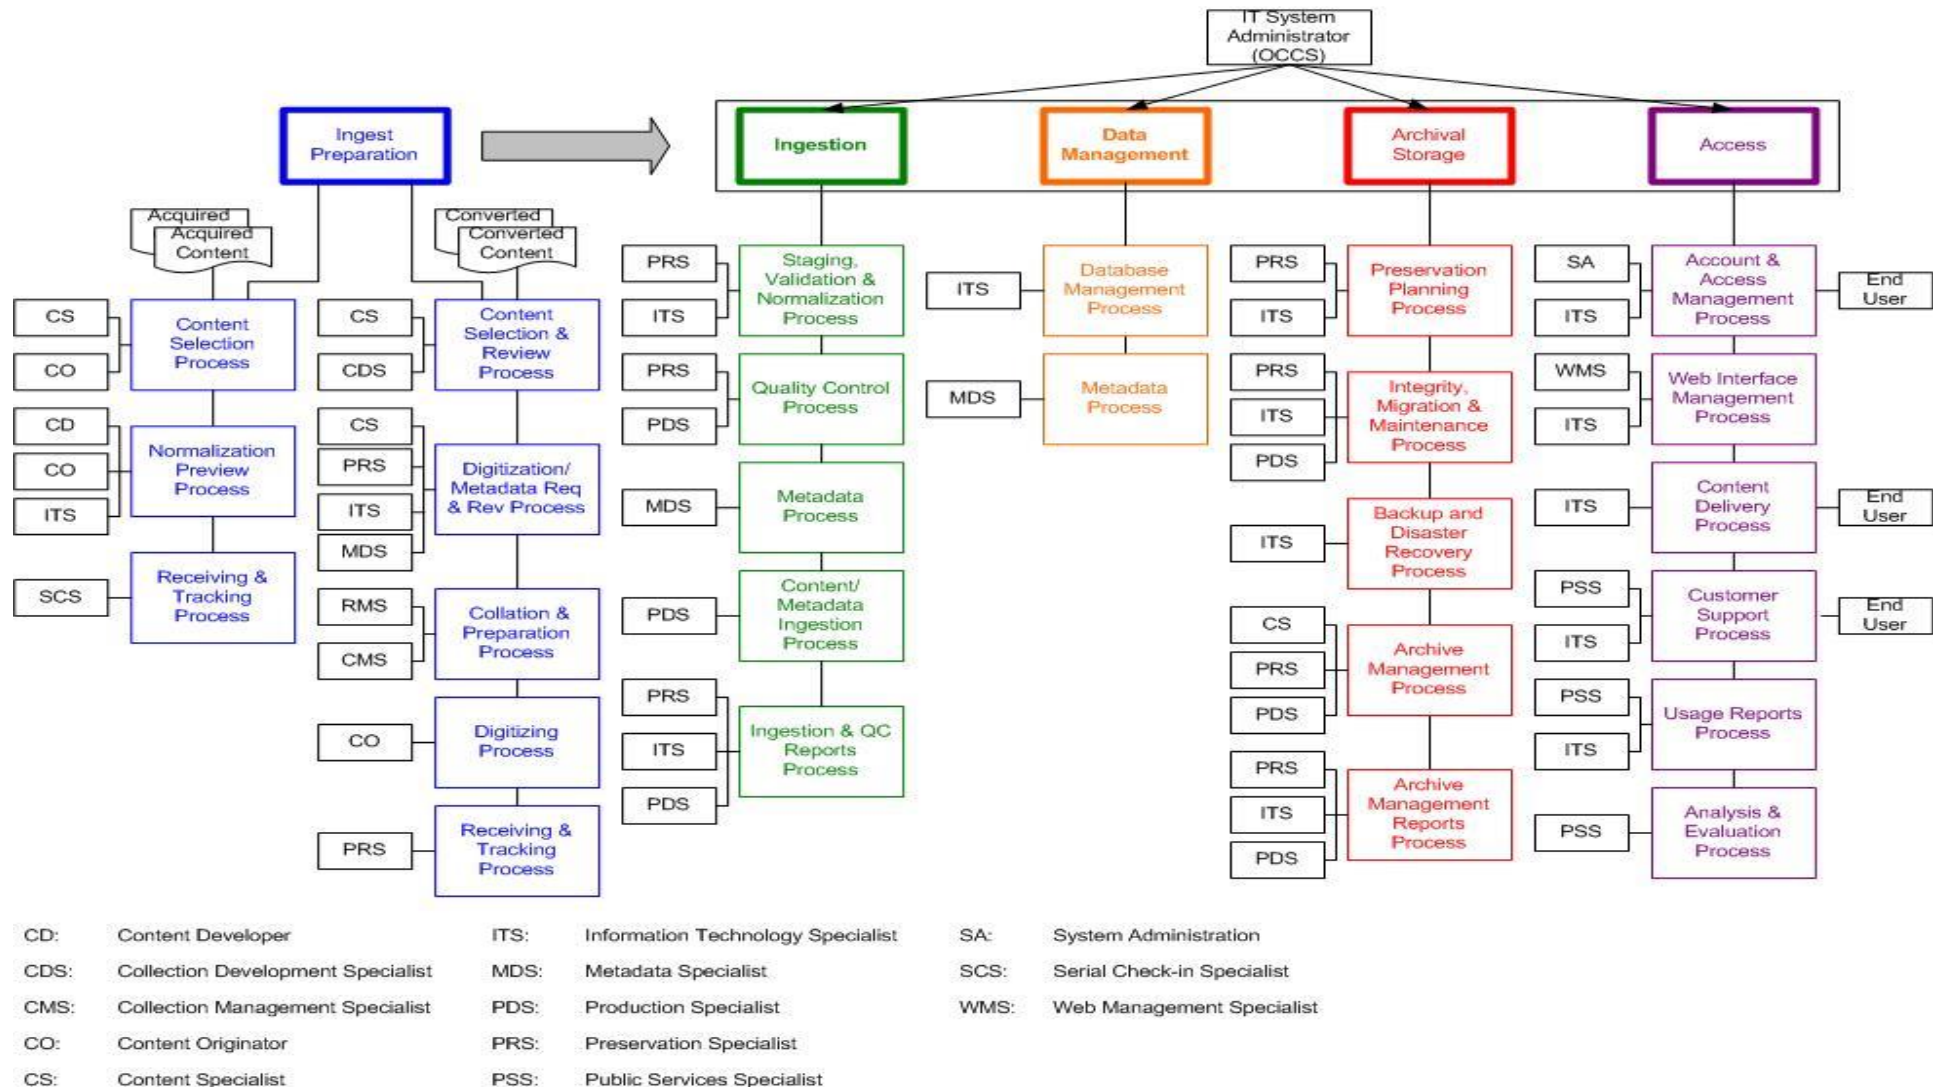 IT System
Administrator
(OCCS)
Ingest
Preparation
Ingestion
Data
Management
Archival
Storage
Access
Acquired
Acquired
Content
Converted
Converted
Content
CS
CO
Content
Selection
Process
CD
CO
ITS
Normalization
Preview
Process
SCS
Receiving &
Tracking
Process
CS
CDS
Content
Selection &
Review
Process
CS
PRS
ITS
MDS
Digitization/
Metadata Req
& Rev Process
RMS
CMS
Collation &
Preparation
Process
CO
Digitizing
Process
PRS
Receiving &
Tracking
Process
PRS
ITS
Staging,
Validation &
Normalization
Process
PRS
PDS
Quality Control
Process
MDS
Metadata
Process
PDS
Content/
Metadata
Ingestion
Process
PRS
ITS
PDS
Ingestion & QC
Reports
Process
ITS
Database
Management
Process
MDS
Metadata
Process
PRS
ITS
Preservation
Planning
Process
PRS
ITS
PDS
Integrity,
Migration &
Maintenance
Process
ITS
Backup and
Disaster
Recovery
Process
CS
PRS
PDS
Archive
Management
Process
PRS
ITS
PDS
Archive
Management
Reports
Process
SA
ITS
Account &
Access
Management
Process
End
User
WMS
ITS
Web Interface
Management
Process
ITS
Content
Delivery
Process
End
User
PSS
ITS
Customer
Support
Process
End
User
PSS
ITS
Usage Reports
Process
PSS
Analysis &
Evaluation
Process
CD: Content Developer
CDS: Collection Development Specialist
CMS: Collection Management Specialist
CO: Content Originator
CS: Content Specialist
ITS: Information Technology Specialist
MDS: Metadata Specialist
PDS: Production Specialist
PRS: Preservation Specialist
PSS: Public Services Specialist
SA: System Administration
SCS: Serial Check-in Specialist
WMS: Web Management Specialist